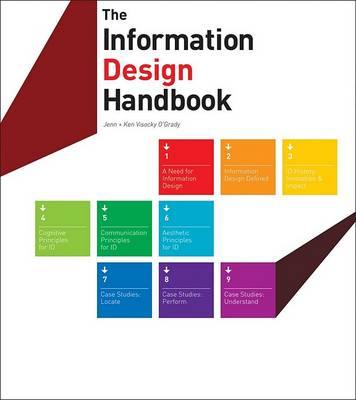 The
Information
Design
Handbook
Jenn + Ken Visocky O'Grady
1
A Need for
Information
Design
2
Information
Design Defined
3
ID History:
Innovation &
Impact
4
Cognitive
Principles
for ID
5
Communication
Principles
for ID
6
Aesthetic
Principles
for ID
7
Case Studies:
Locate
8
Case Studies:
Perform
9
Case Studies:
Understand